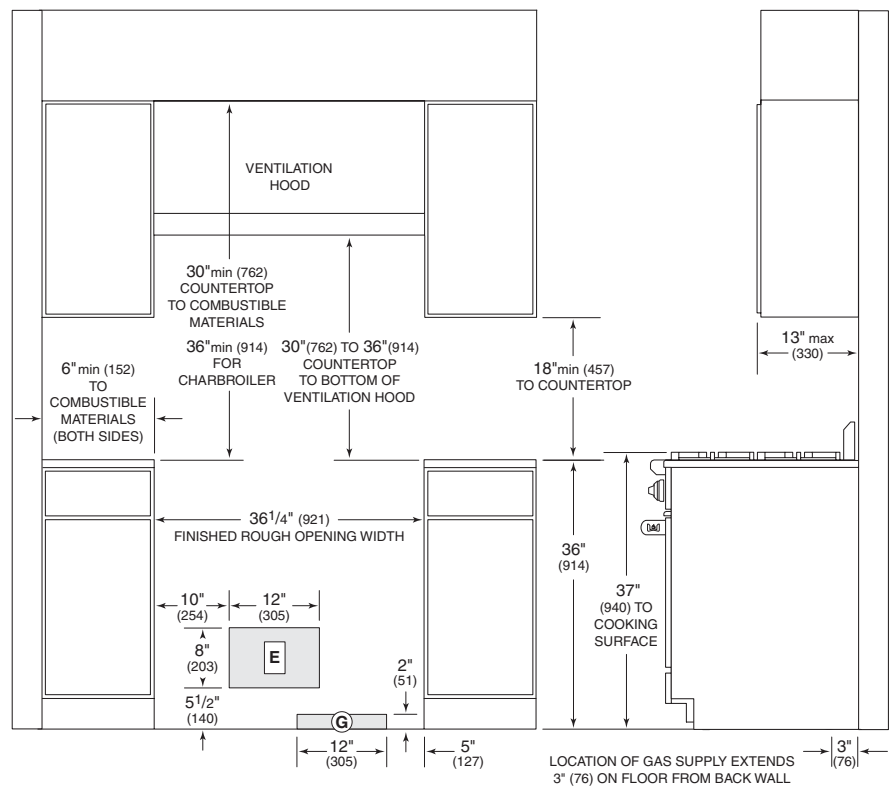 VENTILATION
HOOD
30" min (762)
COUNTERTOP
TO COMBUSTIBLE
MATERIALS
36" min (914)
FOR
CHARBROILER
30" (762) TO 36" (914)
COUNTERTOP
TO BOTTOM OF
VENTILATION HOOD
18" min (457)
TO COUNTERTOP
13" max
(330)
6" min (152)
TO
COMBUSTIBLE
MATERIALS
(BOTH SIDES)
36 1/4" (921)
FINISHED ROUGH OPENING WIDTH
36"
(914)
37"
(940) TO
COOKING
SURFACE
10"
(254)
12"
(305)
8"
(203)
E
5 1/2"
(140)
2"
(51)
G
12"
(305)
5"
(127)
LOCATION OF GAS SUPPLY EXTENDS
3" (76) ON FLOOR FROM BACK WALL
3"
(76)